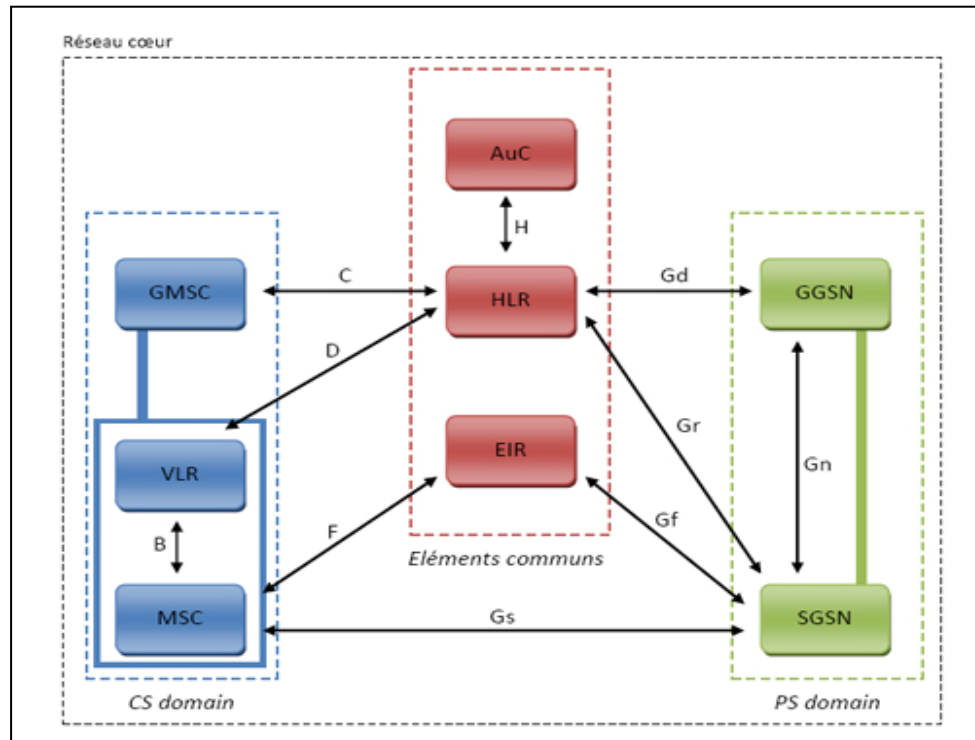 Réseau cœur
AuC
H
GMSC
C
HLR
Gd
GGSN
D
VLR
EIR
Gr
Gn
B
F
Gf
Eléments communs
MSC
Gs
SGSN
CS domain
PS domain